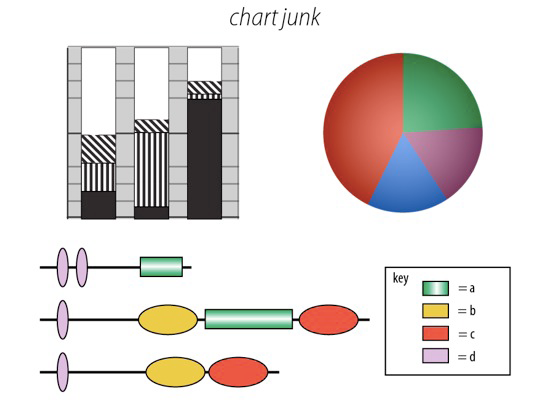 chart junk
key
= a
= b
= c
= d